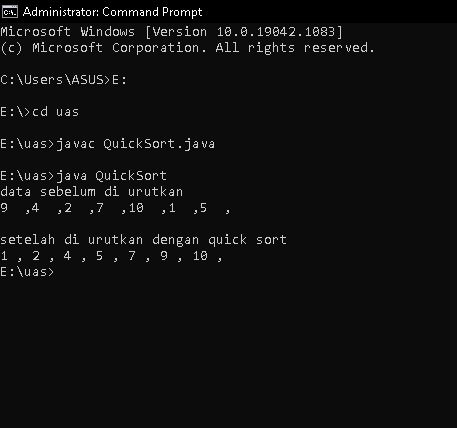 Administrator: Command Prompt
Microsoft Windows [Version 10.0.19042.1083]
(c) Microsoft Corporation. All rights reserved.
C:\Users\ASUS>E:
E:\>cd uas
E:\uas>javac QuickSort.java
E:\uas>java QuickSort
data sebelum di urutkan
9  ,4  ,2  ,7  ,10  ,1  ,5  ,
setelah di urutkan dengan quick sort
1 , 2 , 4 , 5 , 7 , 9 , 10 ,
E:\uas>